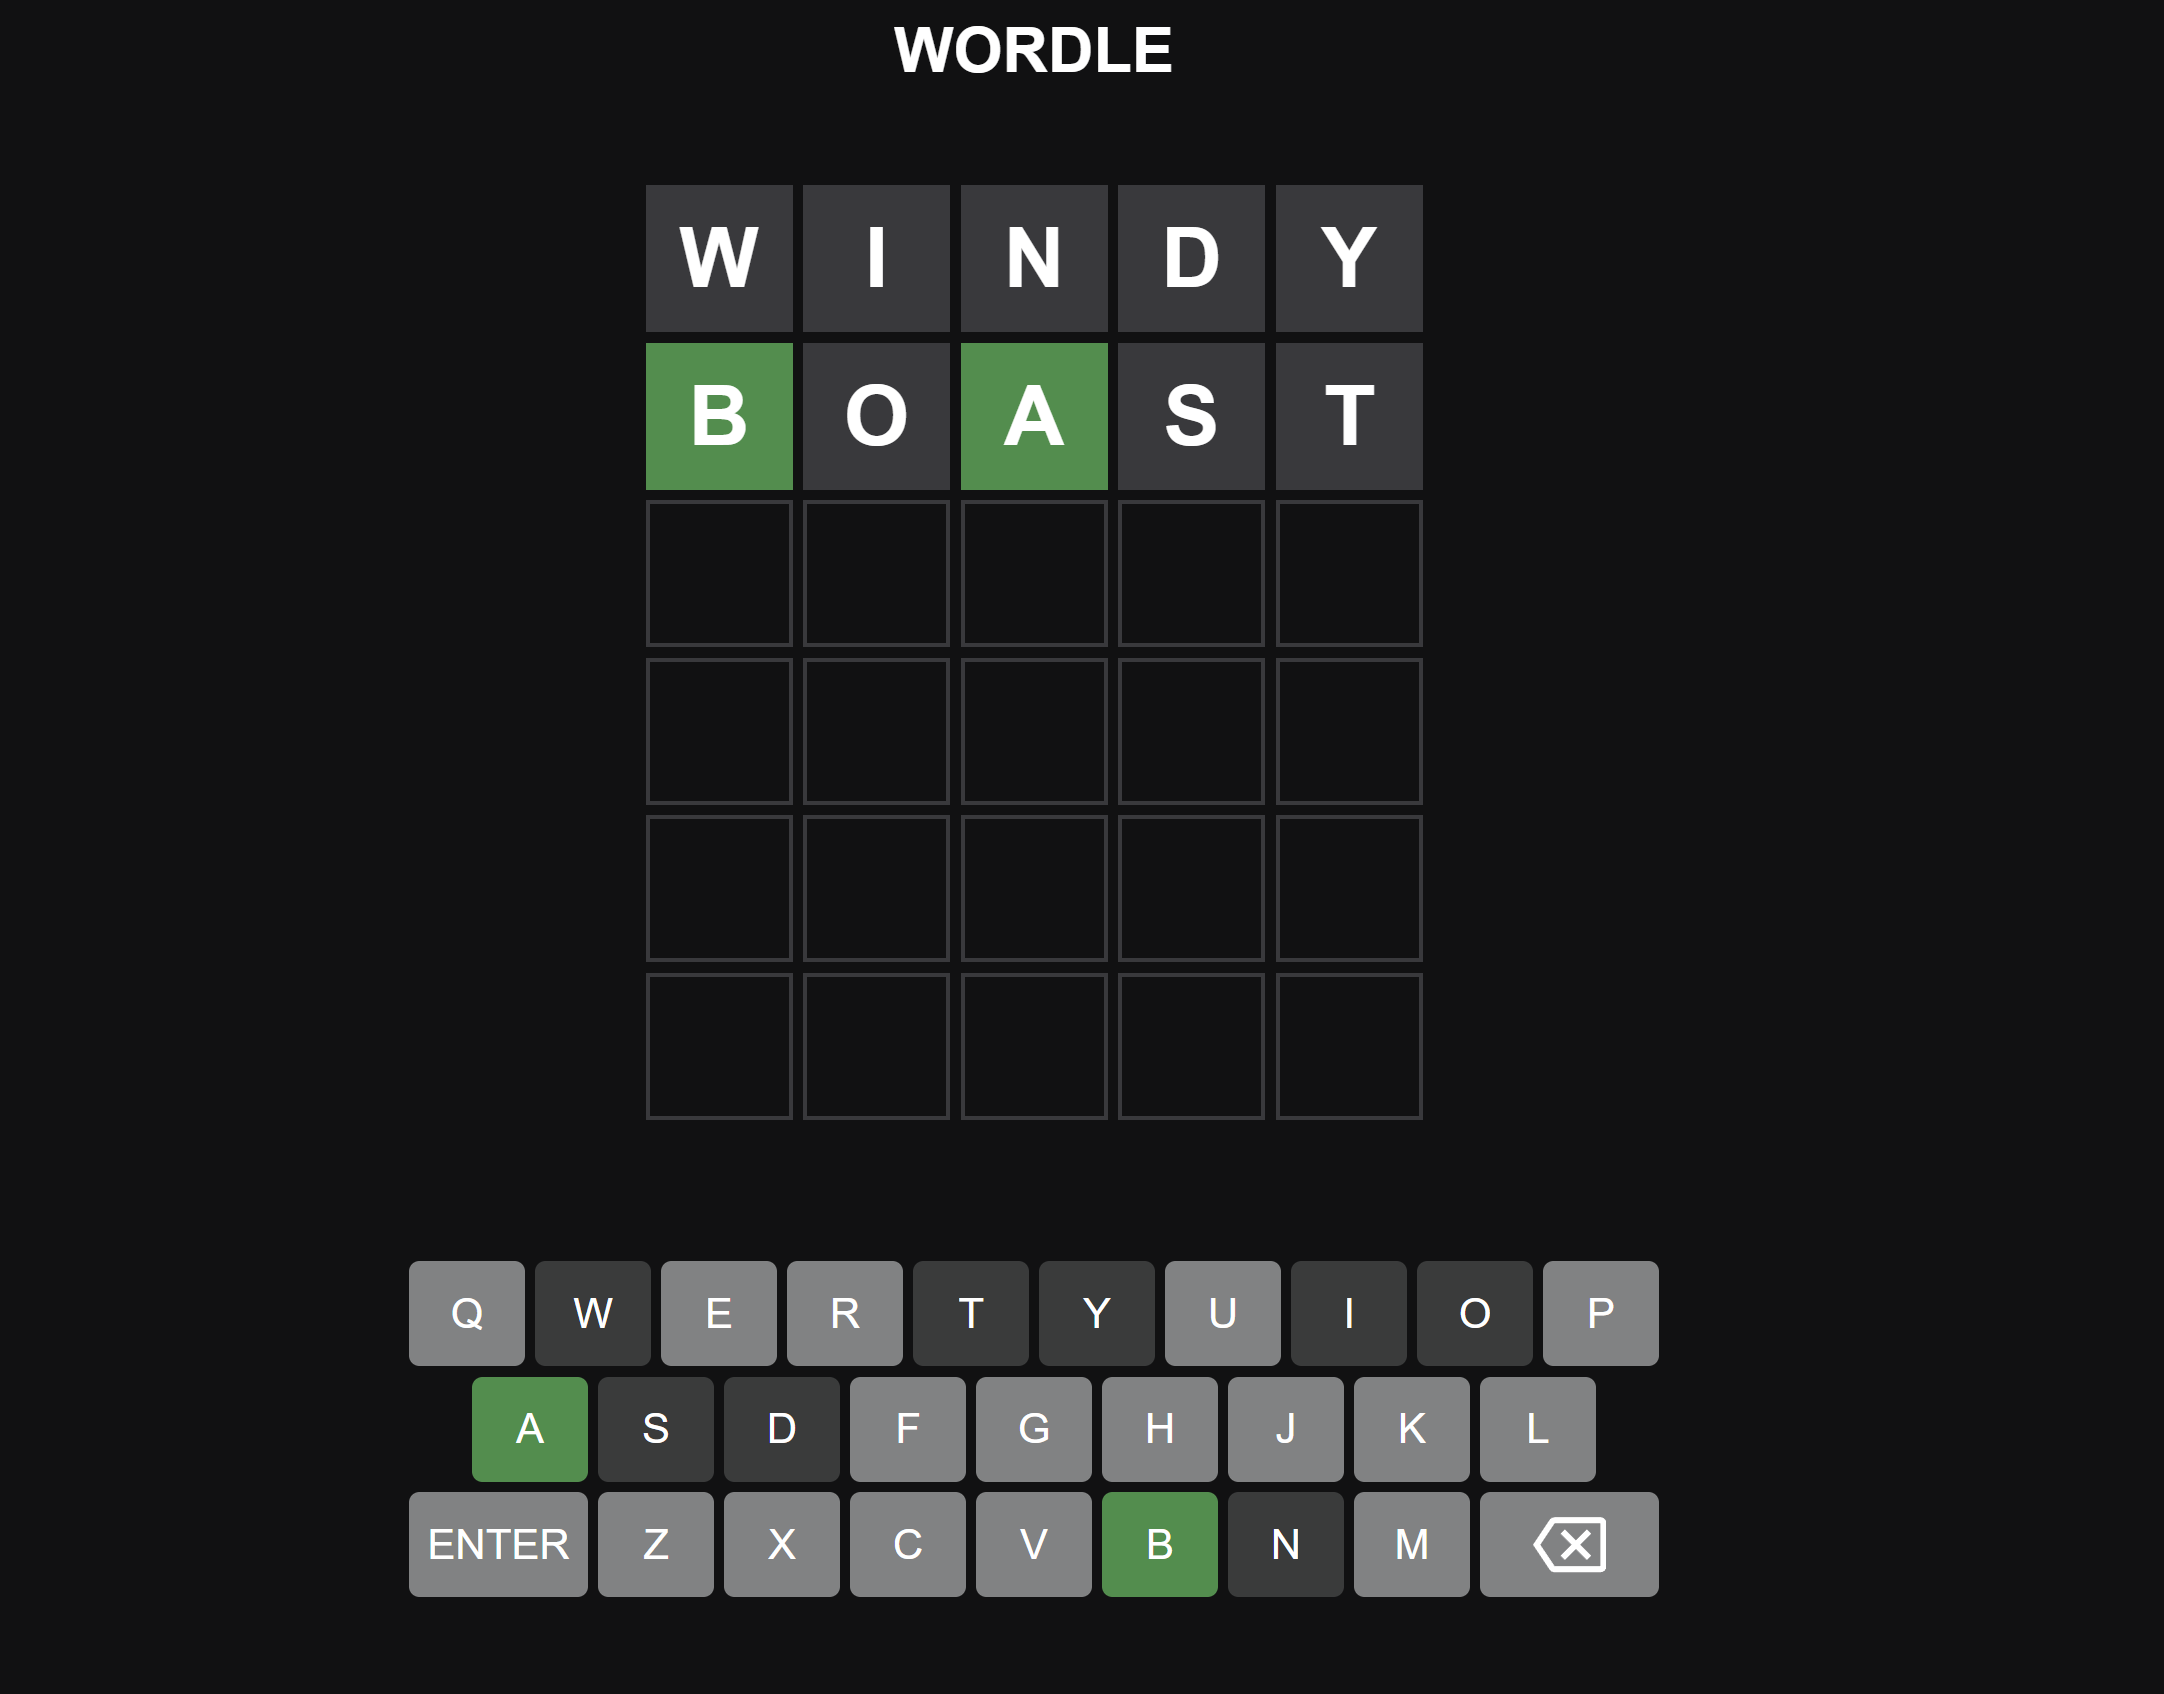 WORDLE
W I N D Y
B O A S T
Q W E R T Y U I O P
A S D F G H J K L
ENTER Z X C V B N M